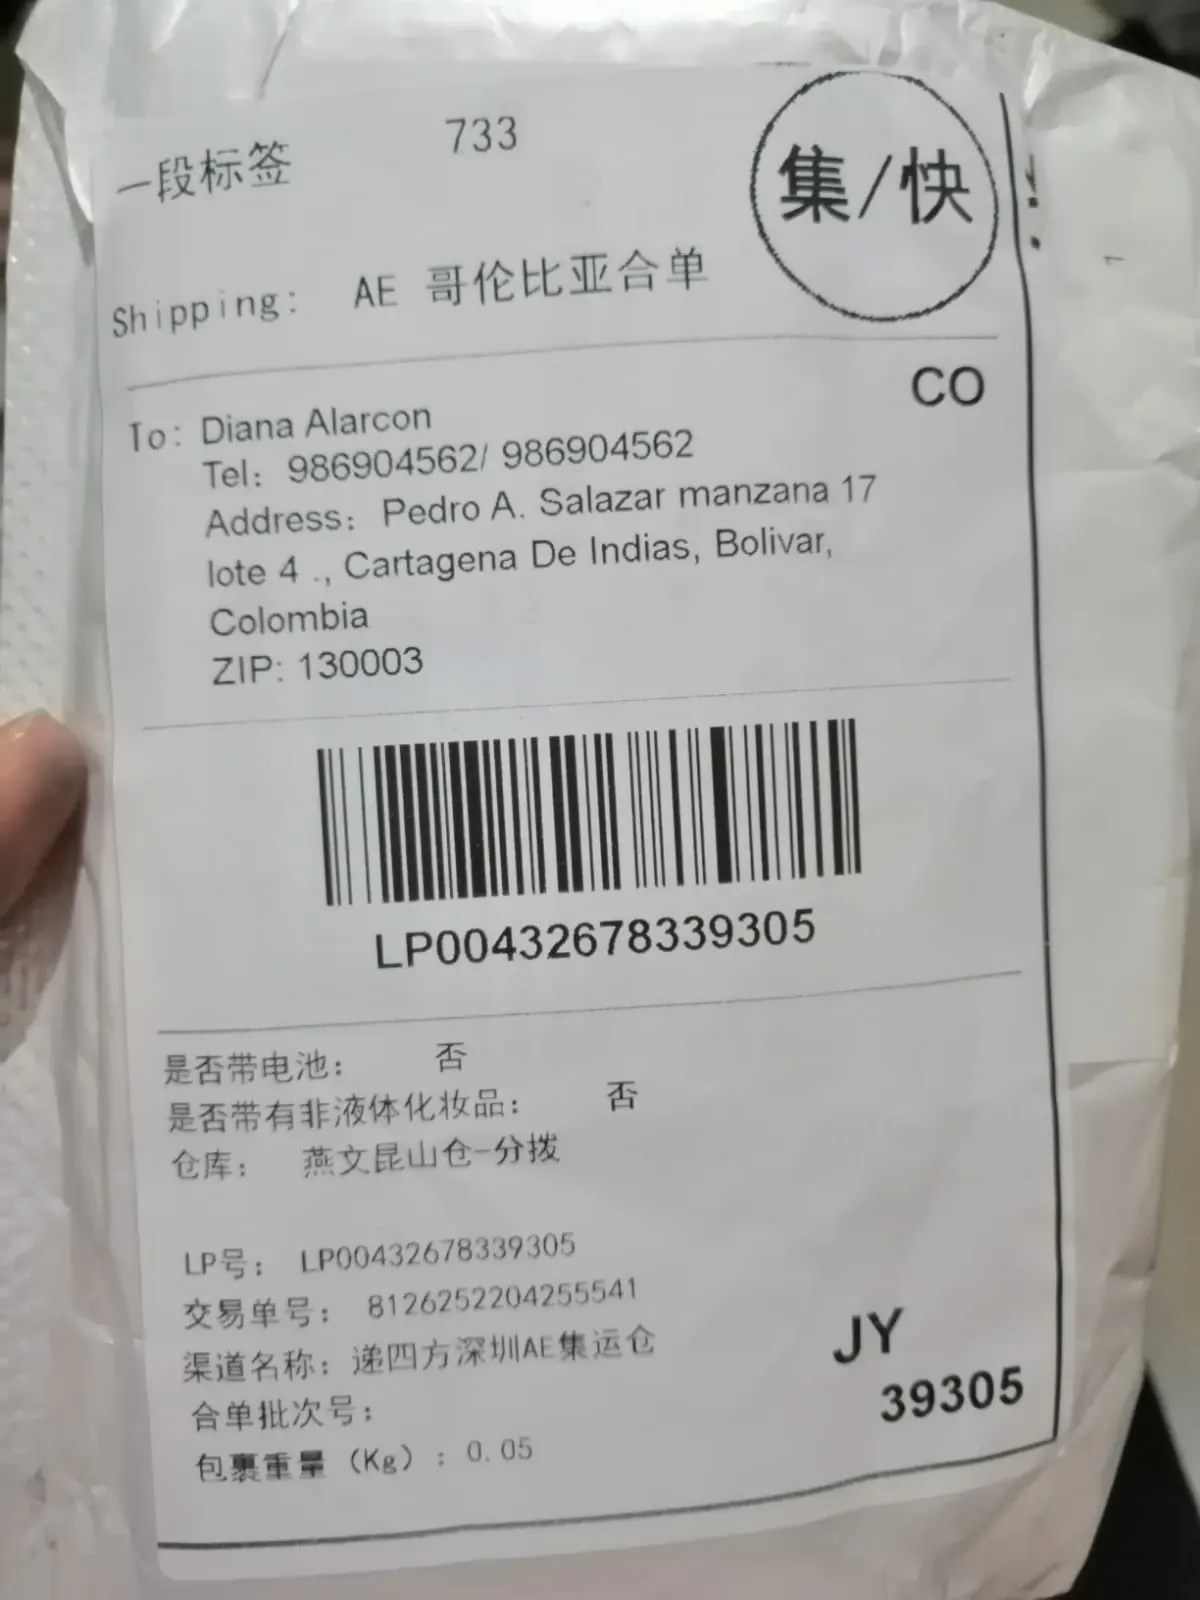 一段标签 733
集/快
Shipping: AE 哥伦比亚合单
CO
To: Diana Alarcon
Tel: 986904562/ 986904562
Address: Pedro A. Salazar manzana 17
lote 4 ., Cartagena De Indias, Bolivar,
Colombia
ZIP: 130003
LP00432678339305
是否带电池: 否
是否带有非液体化妆品: 否
仓库: 燕文昆山仓-分拨
LP号: LP00432678339305
交易单号: 8126252204255541
渠道名称: 递四方深圳AE集运仓
合单批次号:
包裹重量 (Kg) : 0.05
JY
39305